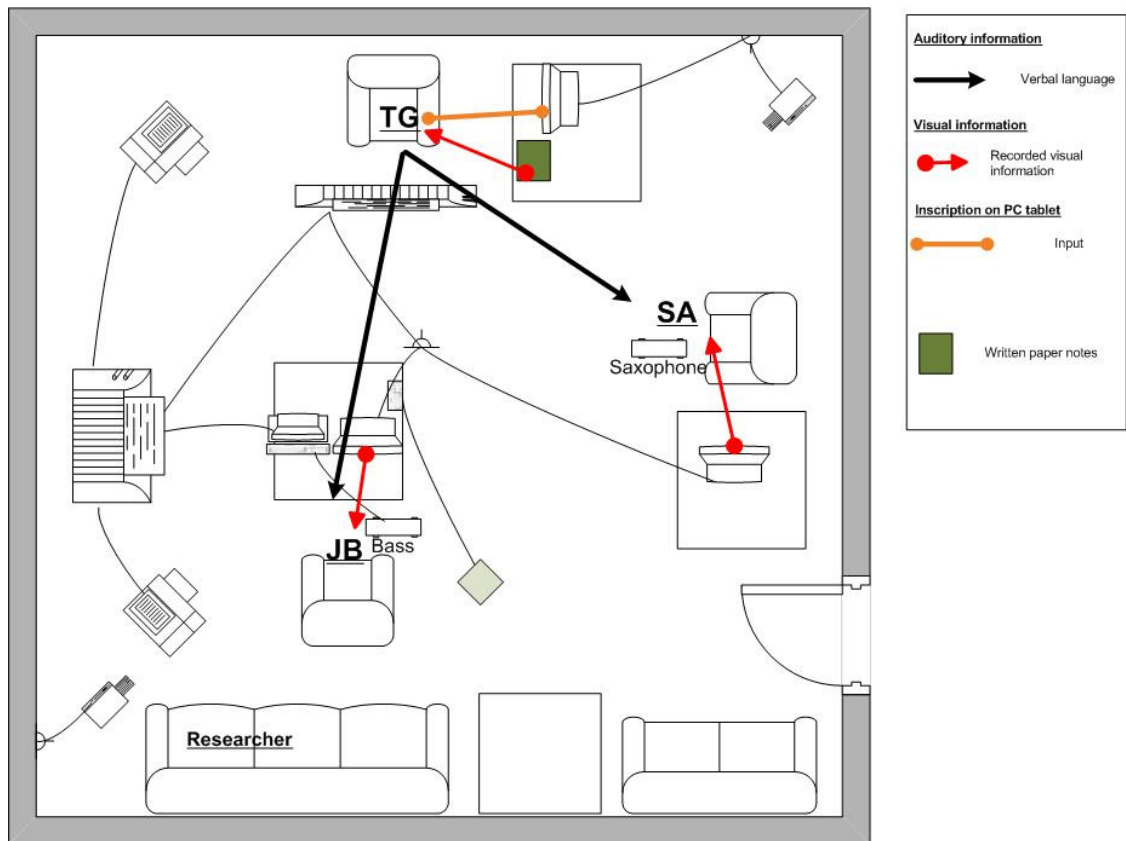 TG
SA
Saxophone
JB
Bass
Researcher
Auditory information
Verbal language
Visual information
Recorded visual
information
Inscription on PC tablet
Input
Written paper notes